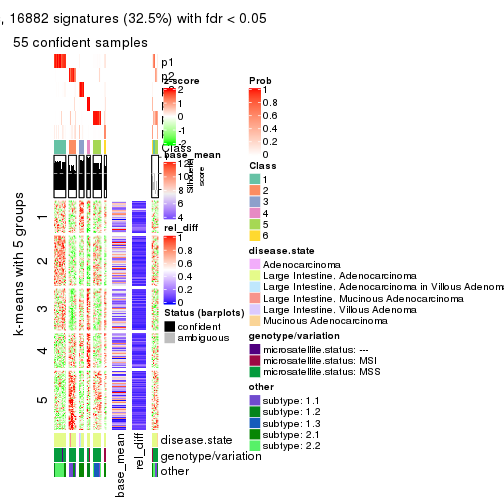 , 16882 signatures (32.5%) with fdr < 0.05
55 confident samples
p1
p2
z-score
2
1
0
-1
-2
Class
base_mean
12
10
8
6
4
Silhouette
score
rel_diff
1
0.8
0.6
0.4
0.2
0
Status (barplots)
confident
ambiguous
k-means with 5 groups
1
2
3
4
5
base_mean
rel_diff
disease.state
genotype/variation
other
Prob
1
0.8
0.6
0.4
0.2
0
Class
1
2
3
4
5
6
disease.state
Adenocarcinoma
Large Intestine. Adenocarcinoma
Large Intestine. Adenocarcinoma in Villous Adenom
Large Intestine. Mucinous Adenocarcinoma
Large Intestine. Villous Adenoma
Mucinous Adenocarcinoma
genotype/variation
microsatellite.status: ---
microsatellite.status: MSI
microsatellite.status: MSS
other
subtype: 1.1
subtype: 1.2
subtype: 1.3
subtype: 2.1
subtype: 2.2